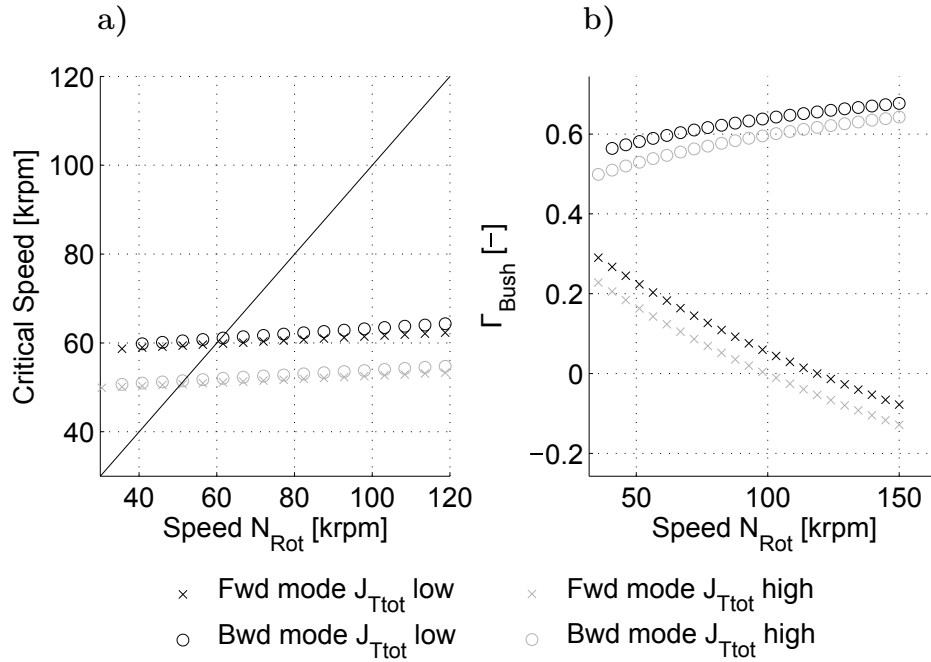 a)
120
100
80
60
40
Critical Speed [krpm]
40 60 80 100 120
Speed N_Rot [krpm]
b)
0.6
0.4
0.2
0
−0.2
Γ_Bush [−]
50 100 150
Speed N_Rot [krpm]
× Fwd mode J_Ttot low
○ Bwd mode J_Ttot low
× Fwd mode J_Ttot high
○ Bwd mode J_Ttot high